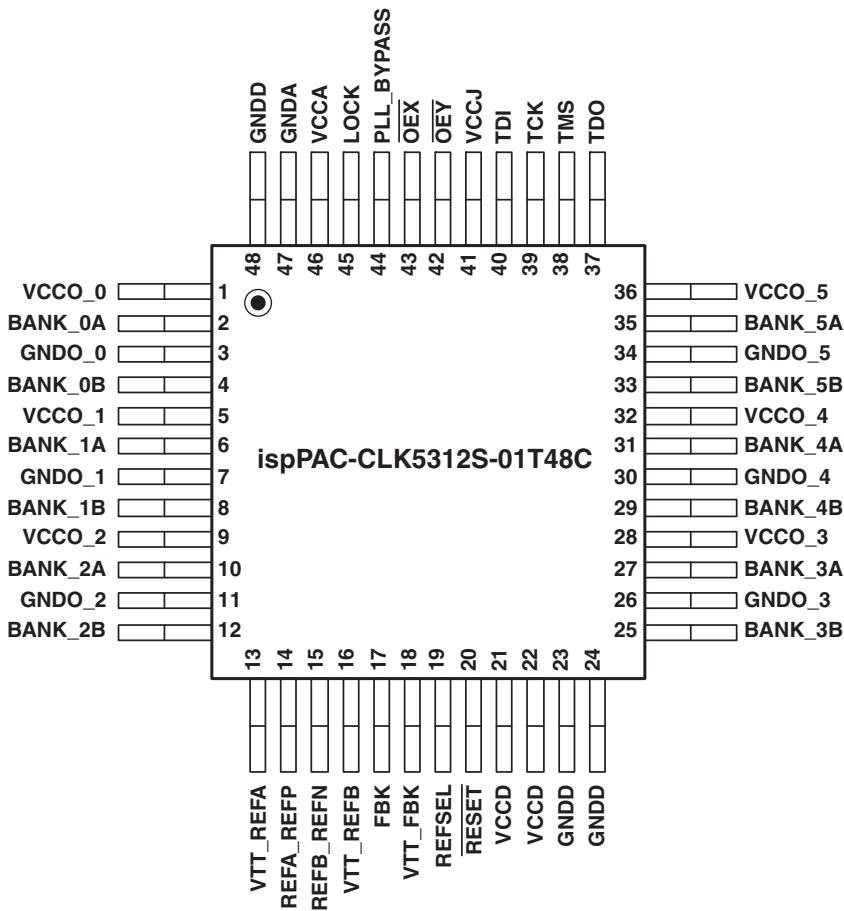 GNDD
GNDA
VCCA
LOCK
PLL_BYPASS
OEX
OEY
VCCJ
TDI
TCK
TMS
TDO
48
47
46
45
44
43
42
41
40
39
38
37
VCCO_0 1
BANK_0A 2
GNDO_0 3
BANK_0B 4
VCCO_1 5
BANK_1A 6
GNDO_1 7
BANK_1B 8
VCCO_2 9
BANK_2A 10
GNDO_2 11
BANK_2B 12
ispPAC-CLK5312S-01T48C
36 VCCO_5
35 BANK_5A
34 GNDO_5
33 BANK_5B
32 VCCO_4
31 BANK_4A
30 GNDO_4
29 BANK_4B
28 VCCO_3
27 BANK_3A
26 GNDO_3
25 BANK_3B
13
14
15
16
17
18
19
20
21
22
23
24
VTT_REFA
REFA_REFP
REFB_REFN
VTT_REFB
FBK
VTT_FBK
REFSEL
RESET
VCCD
VCCD
GNDD
GNDD